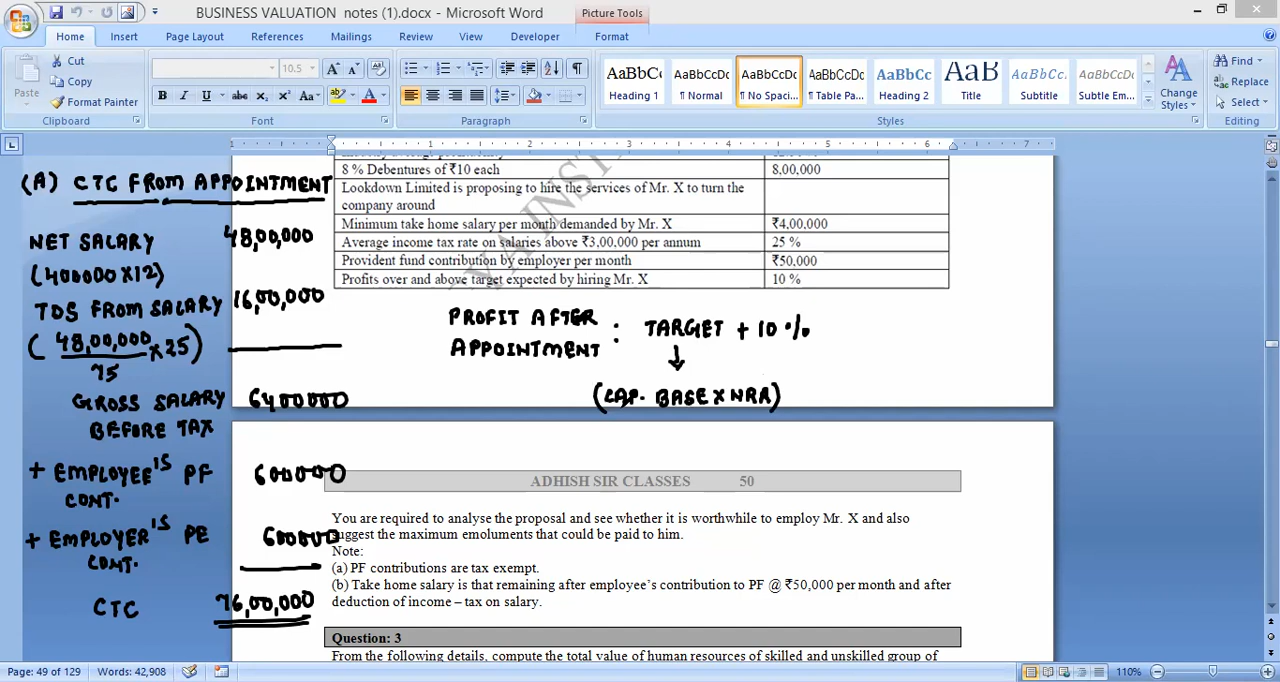 BUSINESS VALUATION notes (1).docx - Microsoft Word
Picture Tools
Home Insert Page Layout References Mailings Review View Developer Format
Paste
Cut
Copy
Format Painter
Clipboard
10.5
Font
Paragraph
AaBbCc Heading 1
AaBbCcDc ¶ Normal
AaBbCcDc ¶ No Spaci...
AaBbCcDc ¶ Table Pa...
AaBbCc Heading 2
AaB Title
AaBbCc Subtitle
AaBbCcDc Subtle Em...
Styles
Change Styles
Find
Replace
Select
Editing
8 % Debentures of ₹10 each 8,00,000
Lookdown Limited is proposing to hire the services of Mr. X to turn the
company around
Minimum take home salary per month demanded by Mr. X ₹4,00,000
Average income tax rate on salaries above ₹3,00,000 per annum 25 %
Provident fund contribution by employer per month ₹50,000
Profits over and above target expected by hiring Mr. X 10 %
(A) CTC FROM APPOINTMENT
NET SALARY 48,00,000
(400000 X 12)
TDS FROM SALARY 16,00,000
(48,00,000 X 25)
75
GROSS SALARY 6400000
BEFORE TAX
+ EMPLOYEE'S PF 600000
CONT.
+ EMPLOYER'S PF 600000
CONT.
CTC 76,00,000
PROFIT AFTER
APPOINTMENT : TARGET + 10%
(CAP. BASE X NRR)
ADHISH SIR CLASSES 50
You are required to analyse the proposal and see whether it is worthwhile to employ Mr. X and also
suggest the maximum emoluments that could be paid to him.
Note:
(a) PF contributions are tax exempt.
(b) Take home salary is that remaining after employee's contribution to PF @ ₹50,000 per month and after
deduction of income – tax on salary.
Question: 3
From the following details, compute the total value of human resources of skilled and unskilled group of
Page: 49 of 129 Words: 42,908 110%